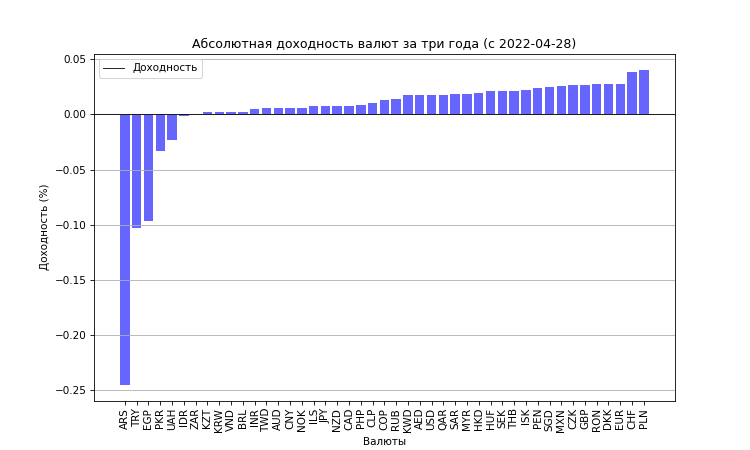 Абсолютная доходность валют за три года (с 2022-04-28)
Доходность
0.05
0.00
−0.05
−0.10
−0.15
−0.20
−0.25
Доходность (%)
ARS TRY EGP PKR UAH IDR ZAR KZT KRW VND BRL INR TWD AUD CNY NOK ILS JPY NZD CAD PHP CLP COP RUB KWD AED USD QAR SAR MYR HKD HUF SEK THB ISK PEN SGD MXN CZK GBP RON DKK EUR CHF PLN
Валюты